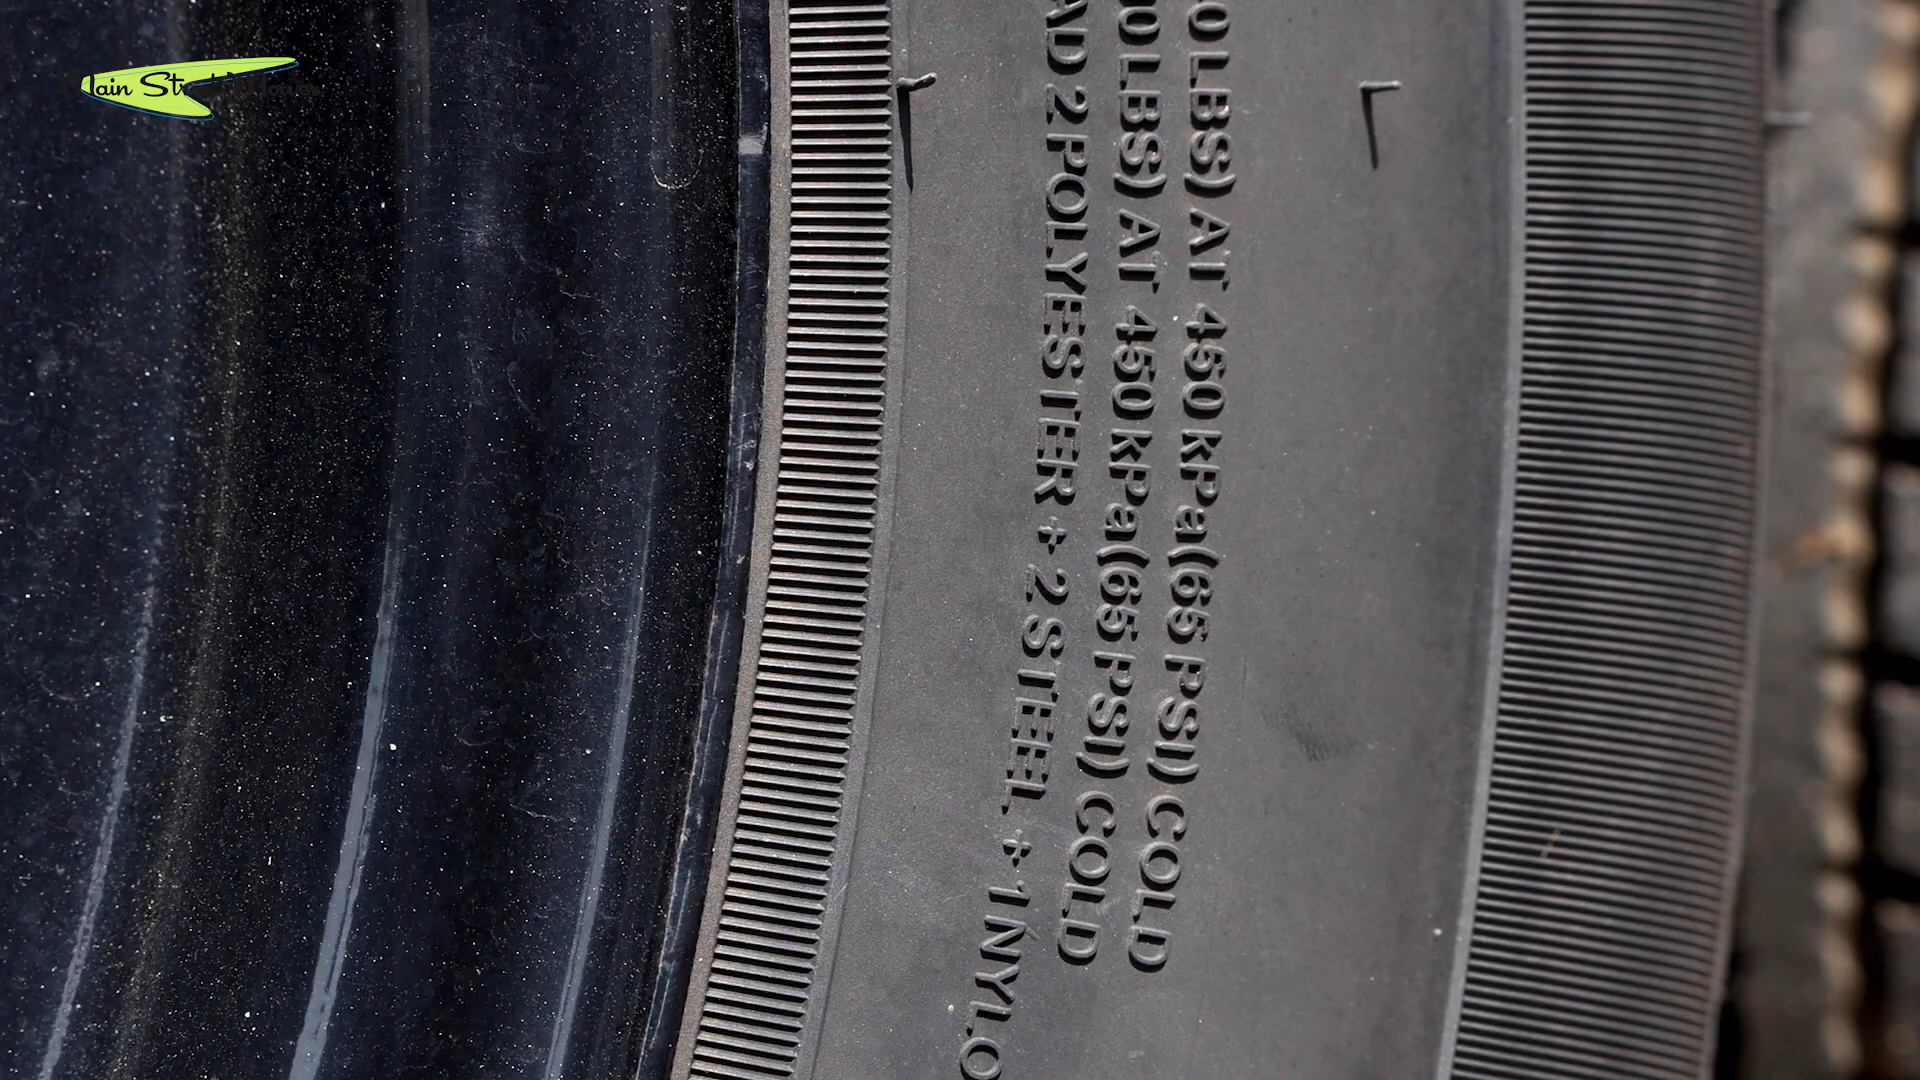 0 LBS) AT 450 kPa(65 PSI) COLD
00 LBS) AT 450 kPa(65 PSI) COLD
AD 2 POLYESTER + 2 STEEL + 1 NYLO